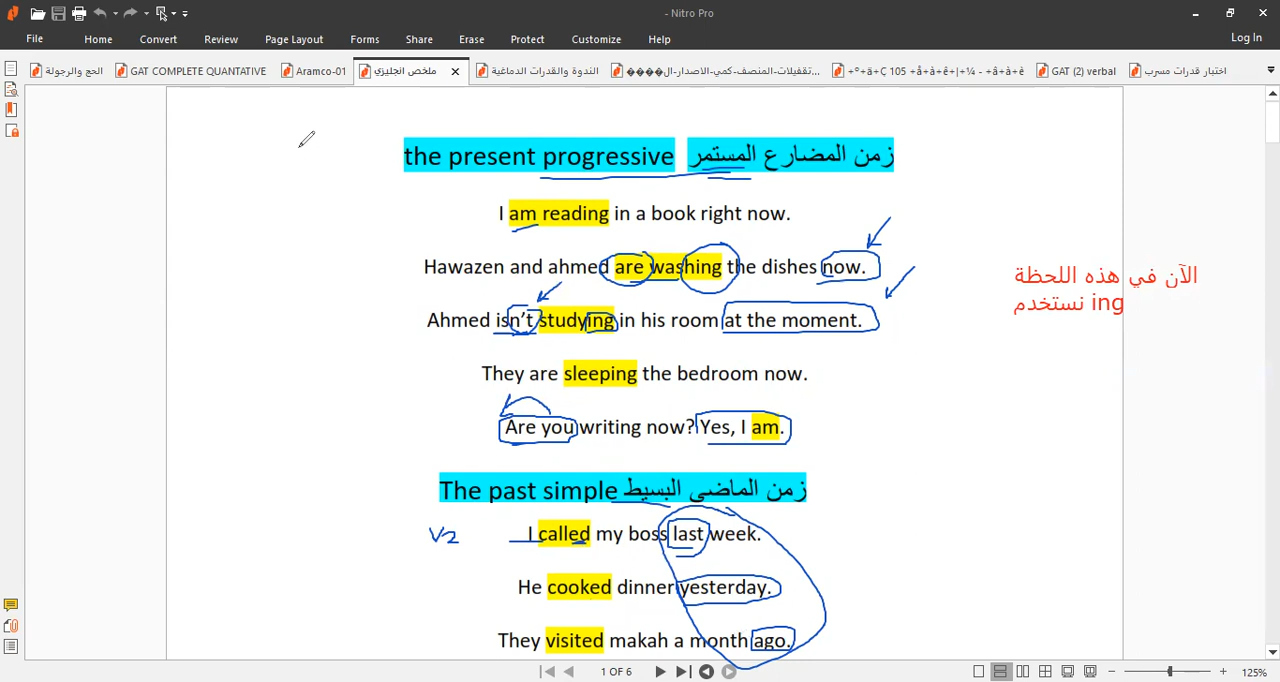 - Nitro Pro
File Home Convert Review Page Layout Forms Share Erase Protect Customize Help Log In
الحج والرجولة GAT COMPLETE QUANTATIVE Aramco-01 ملخص انجليزي الندوة والقدرات الدماغية GAT (2) verbal اختبار قدرات مسرب
the present progressive زمن المضارع المستمر
I am reading in a book right now.
Hawazen and ahmed are washing the dishes now.
الآن في هذه اللحظة
نستخدم ing
Ahmed isn’t studying in his room at the moment.
They are sleeping the bedroom now.
Are you writing now? Yes, I am.
The past simple زمن الماضي البسيط
V2 I called my boss last week.
He cooked dinner yesterday.
They visited makah a month ago.
1 OF 6 125%